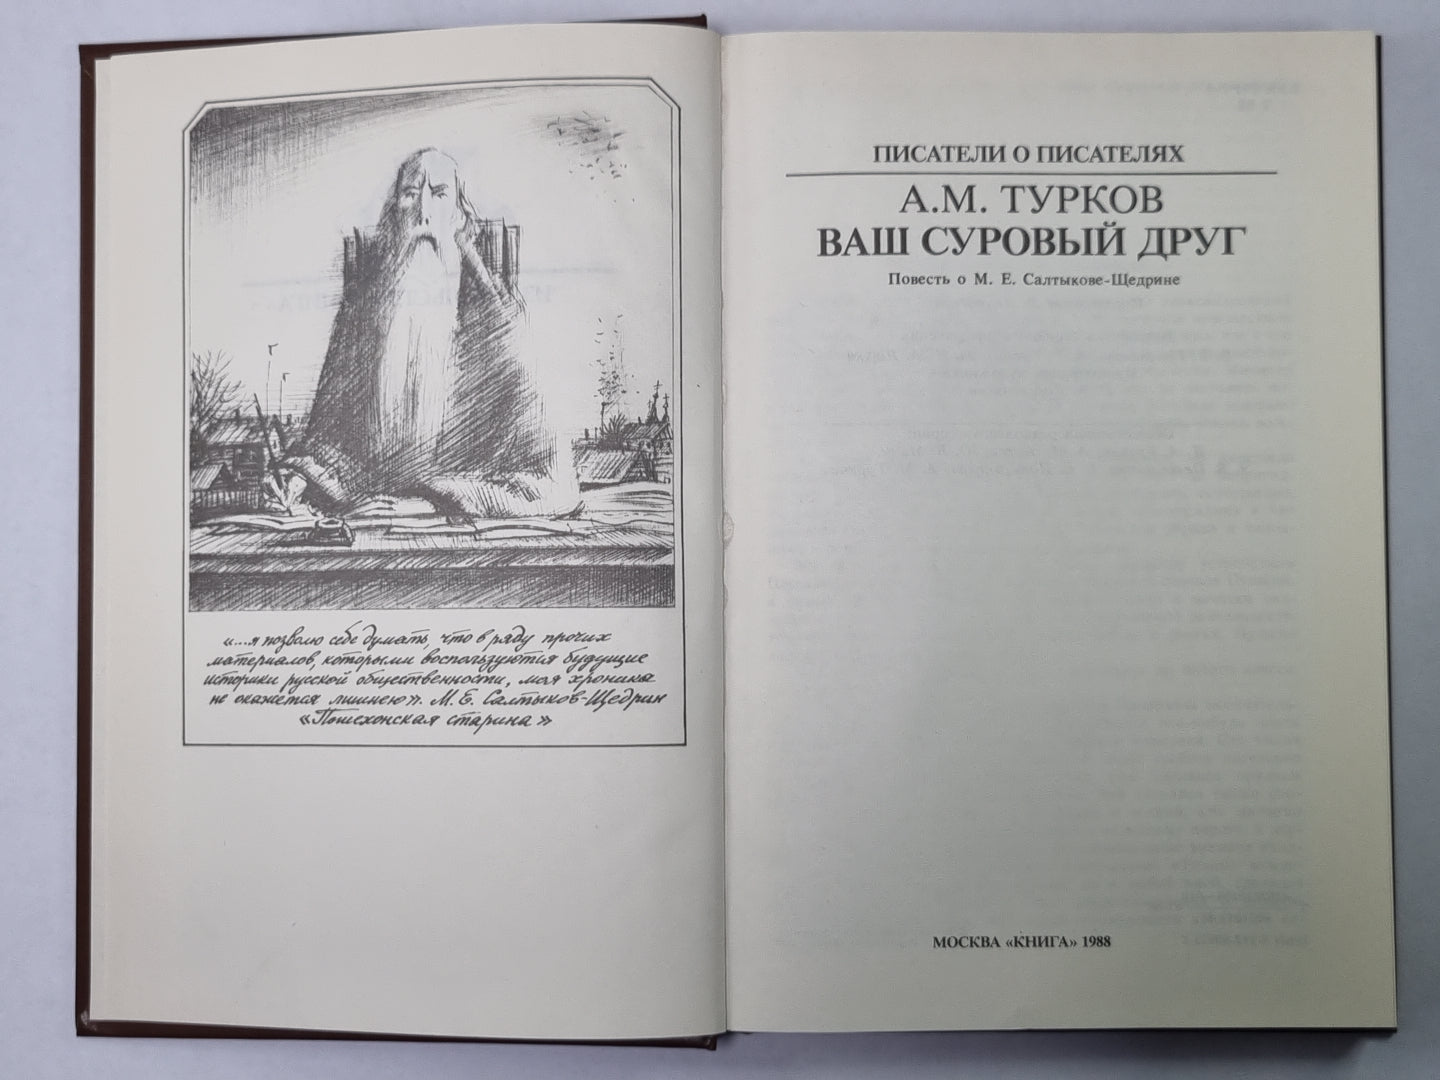 «...я позволю себе думать, что в ряду прочих
материалов, которыми воспользуются будущие
историки русской общественности, моя хроника
не окажется лишнею». М. Е. Салтыков-Щедрин
«Пошехонская старина»
ПИСАТЕЛИ О ПИСАТЕЛЯХ
А.М. ТУРКОВ
ВАШ СУРОВЫЙ ДРУГ
Повесть о М. Е. Салтыкове-Щедрине
МОСКВА «КНИГА» 1988